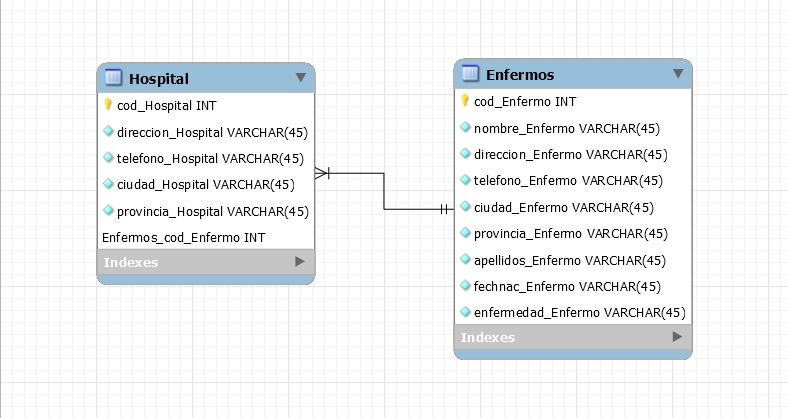 Hospital
cod_Hospital INT
direccion_Hospital VARCHAR(45)
telefono_Hospital VARCHAR(45)
ciudad_Hospital VARCHAR(45)
provincia_Hospital VARCHAR(45)
Enfermos_cod_Enfermo INT
Indexes
Enfermos
cod_Enfermo INT
nombre_Enfermo VARCHAR(45)
direccion_Enfermo VARCHAR(45)
telefono_Enfermo VARCHAR(45)
ciudad_Enfermo VARCHAR(45)
provincia_Enfermo VARCHAR(45)
apellidos_Enfermo VARCHAR(45)
fechnac_Enfermo VARCHAR(45)
enfermedad_Enfermo VARCHAR(45)
Indexes